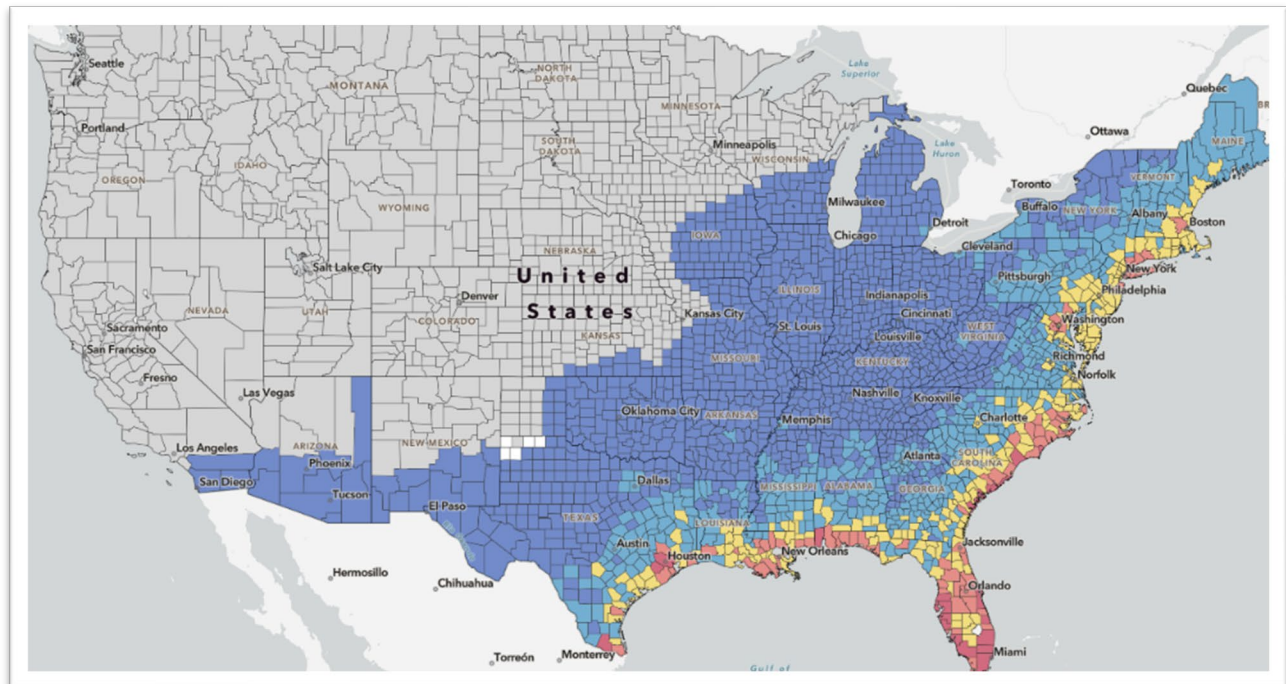 Seattle
Quebec
BR
Lake
Superior
NORTH
DAKOTA
MONTANA
MINNESOTA
Portland
Ottawa
MAINE
SOUTH
DAKOTA
Minneapolis
Lake
Huron
WISCONSIN
IDAHO
OREGON
VERMONT
Toronto
WYOMING
Milwaukee
Buffalo
NEW YORK
Albany
Boston
Detroit
IOWA
Chicago
Cleveland
NEBRASKA
Salt Lake City
United
States
New York
Pittsburgh
Philadelphia
ILLINOIS
Indianapolis
Denver
NEVADA
UTAH
COLORADO
Kansas City
Cincinnati
Washington
Sacramento
St. Louis
WEST
VIRGINIA
KANSAS
Louisville
San Francisco
MISSOURI
KENTUCKY
Richmond
Fresno
Norfolk
Las Vegas
Nashville
Knoxville
Oklahoma City
ARKANSAS
Memphis
Charlotte
Los Angeles
ARIZONA
NEW MEXICO
Phoenix
Atlanta
SOUTH
CAROLINA
San Diego
Dallas
MISSISSIPPI
ALABAMA
GEORGIA
Tucson
El Paso
TEXAS
LOUISIANA
Austin
Houston
New Orleans
Jacksonville
Hermosillo
Chihuahua
Orlando
Torreón
Monterrey
Miami
Gulf of